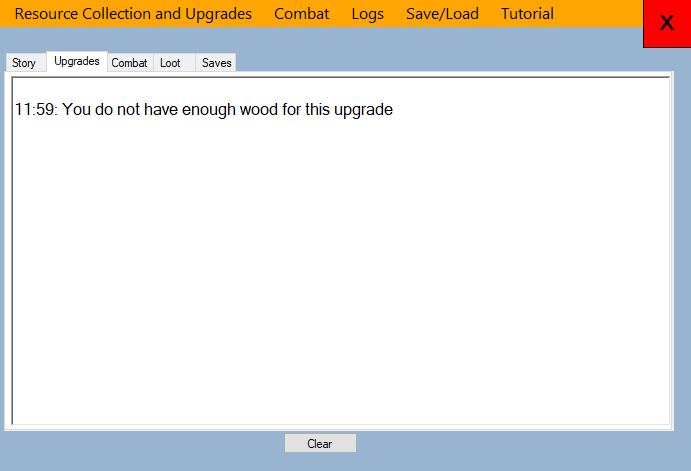 Resource Collection and Upgrades Combat Logs Save/Load Tutorial X
Story Upgrades Combat Loot Saves
11:59: You do not have enough wood for this upgrade
Clear